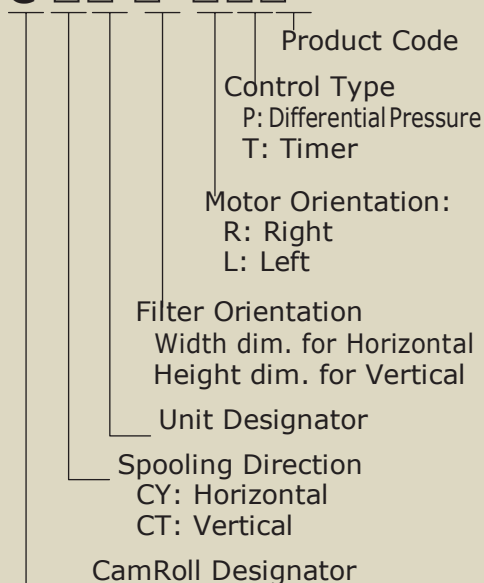 Product Code
Control Type
P: Differential Pressure
T: Timer
Motor Orientation:
R: Right
L: Left
Filter Orientation
Width dim. for Horizontal
Height dim. for Vertical
Unit Designator
Spooling Direction
CY: Horizontal
CT: Vertical
CamRoll Designator